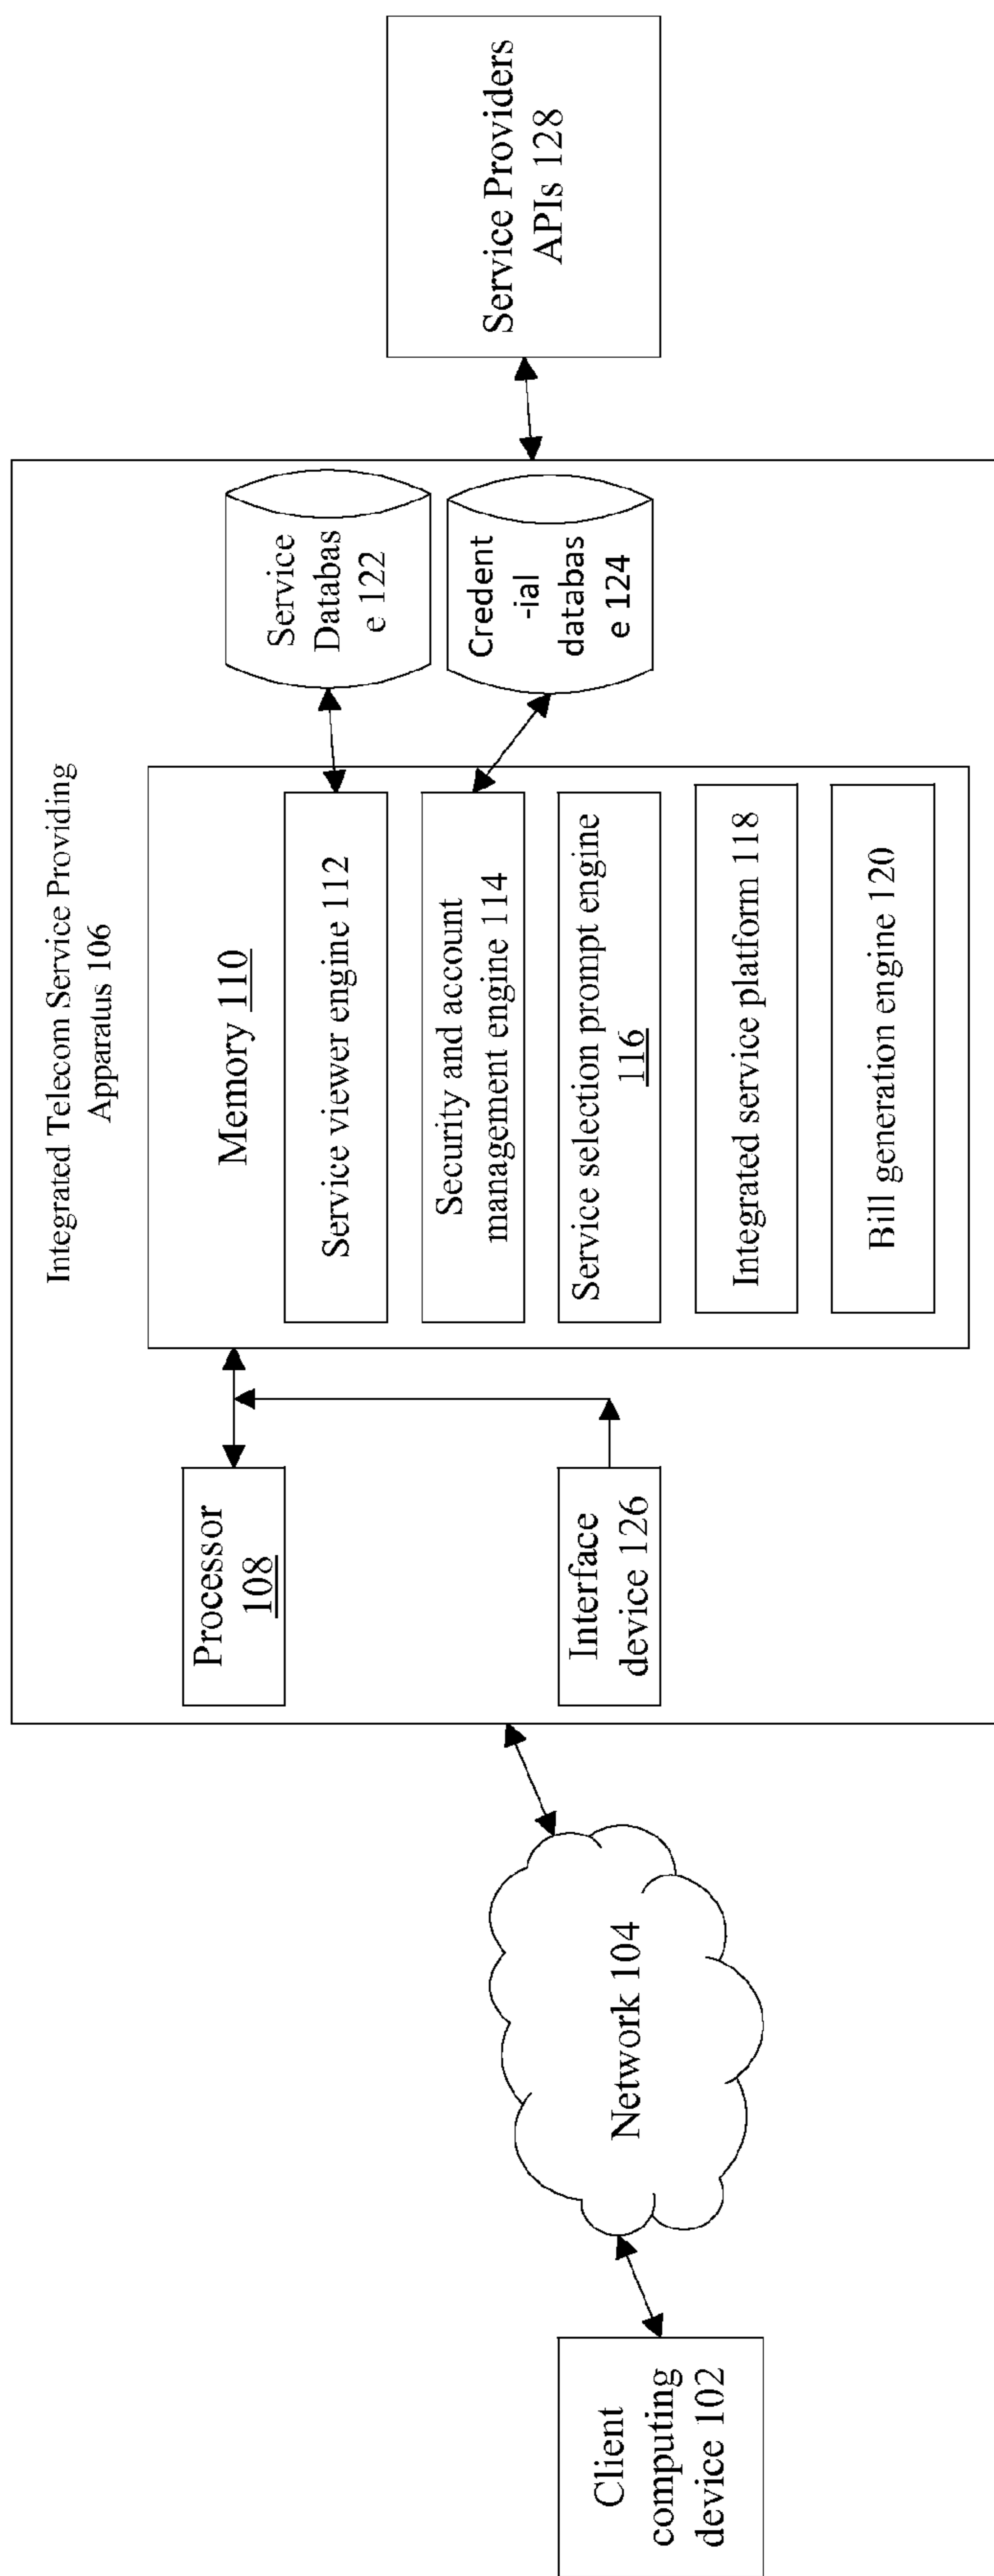 Integrated Telecom Service Providing
Apparatus 106
Client
computing
device 102
Network 104
Processor
108
Interface
device 126
Memory 110
Service viewer engine 112
Security and account
management engine 114
Service selection prompt engine
116
Integrated service platform 118
Bill generation engine 120
Service
Databas
e 122
Credent
-ial
databas
e 124
Service Providers
APIs 128